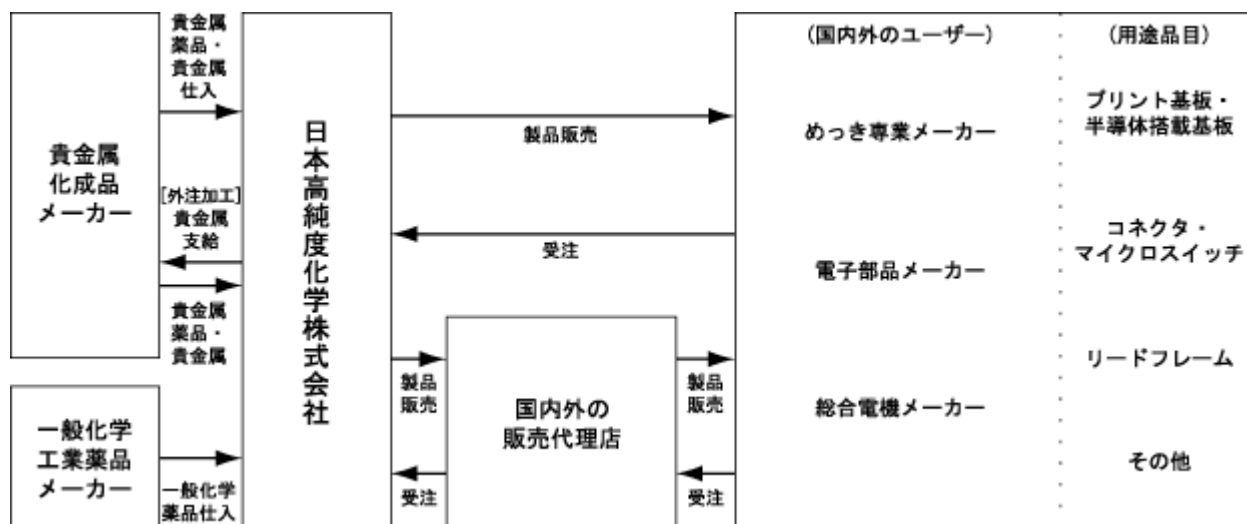 貴金属
薬品・
貴金属
仕入
貴金属
化成品
メーカー
[外注加工]
貴金属
支給
貴金属
薬品・
貴金属
一般化学
工業薬品
メーカー
一般化学
薬品仕入
日本高純度化学株式会社
製品販売
受注
製品
販売
受注
国内外の
販売代理店
製品
販売
受注
(国内外のユーザー)
めっき専業メーカー
電子部品メーカー
総合電機メーカー
(用途品目)
プリント基板・
半導体搭載基板
コネクタ・
マイクロスイッチ
リードフレーム
その他